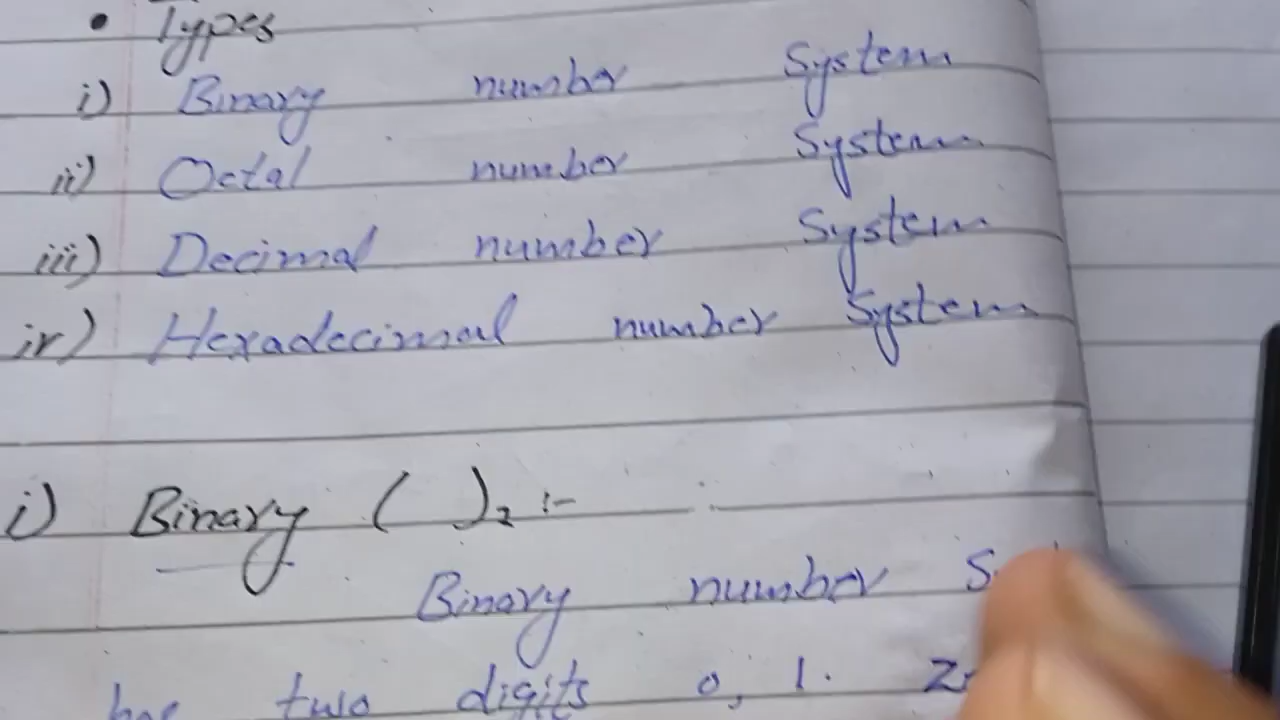 • Types
i) Binary number System
ii) Octal number System
iii) Decimal number System
iv) Hexadecimal number System
i) Binary ( )₂ :-
Binary number
has two digits 0, 1.